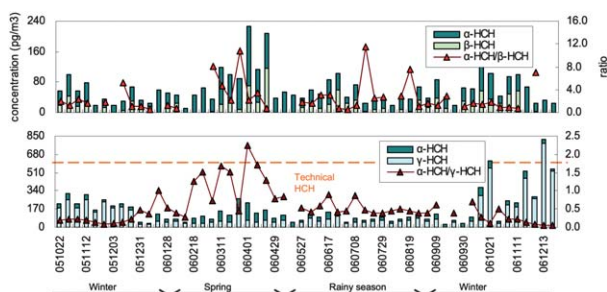 concentration (pg/m3)
240
160
80
0
α-HCH
β-HCH
α-HCH/β-HCH
16.0
12.0
8.0
4.0
0.0
ratio
850
680
510
340
170
0
Technical
HCH
α-HCH
γ-HCH
α-HCH/γ-HCH
2.5
2.0
1.5
1.0
0.5
0.0
051022
051112
051203
051231
060128
060218
060311
060401
060429
060527
060617
060708
060729
060819
060909
060930
061021
061111
061213
Winter
Spring
Rainy season
Winter